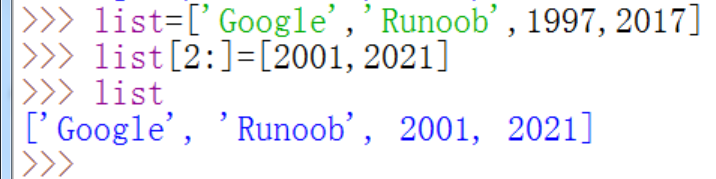 >>> list=['Google','Runoob',1997,2017]
>>> list[2:]=[2001,2021]
>>> list
['Google', 'Runoob', 2001, 2021]
>>>